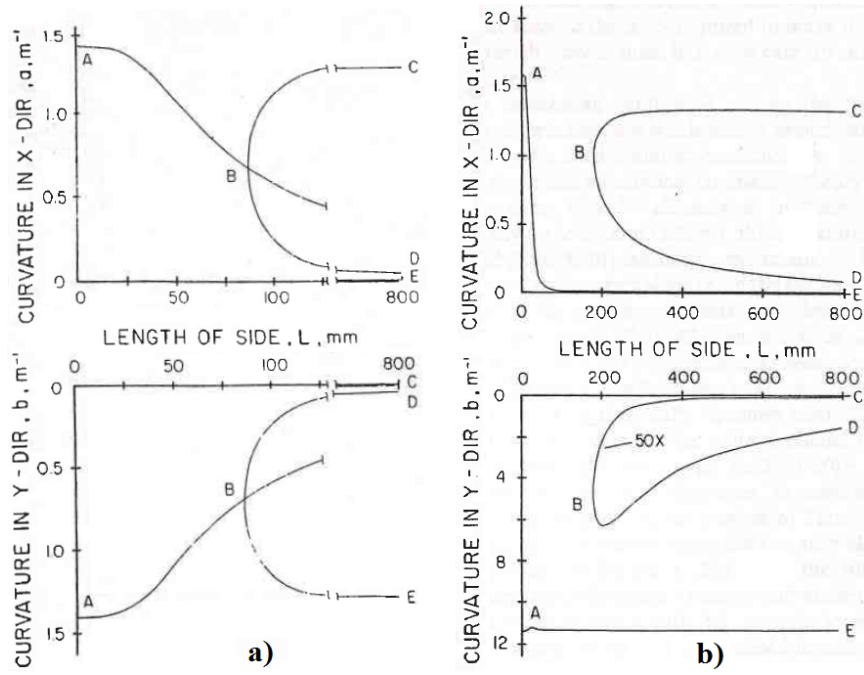 CURVATURE IN X-DIR, a, m⁻¹
1.5
1.0
0.5
0
A
B
C
D
E
0
50
100
800
LENGTH OF SIDE, L, mm
0
50
100
800
CURVATURE IN Y-DIR, b, m⁻¹
0
0.5
1.0
1.5
C
D
B
A
E
a)
CURVATURE IN X-DIR, a, m⁻¹
2.0
1.5
1.0
0.5
0
A
B
C
D
E
0
200
400
600
800
LENGTH OF SIDE, L, mm
0
200
400
600
800
CURVATURE IN Y-DIR, b, m⁻¹
0
4
6
8
11
C
D
50X
B
A
E
b)